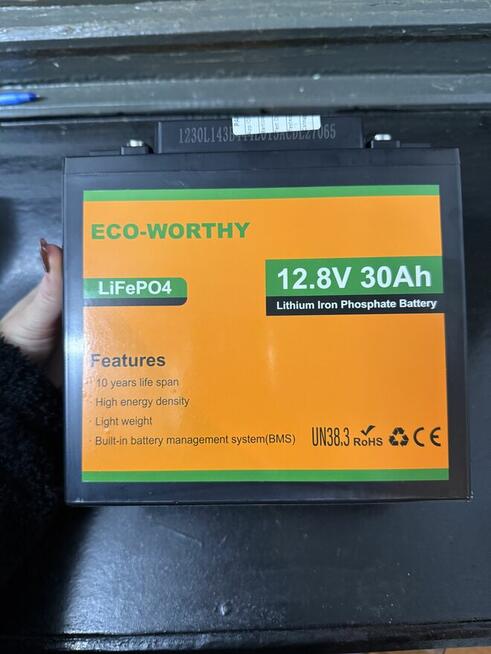 ECO-WORTHY
LiFePO4
12.8V 30Ah
Lithium Iron Phosphate Battery
Features
· 10 years life span
· High energy density
· Light weight
· Built-in battery management system(BMS)
UN38.3 RoHS CE